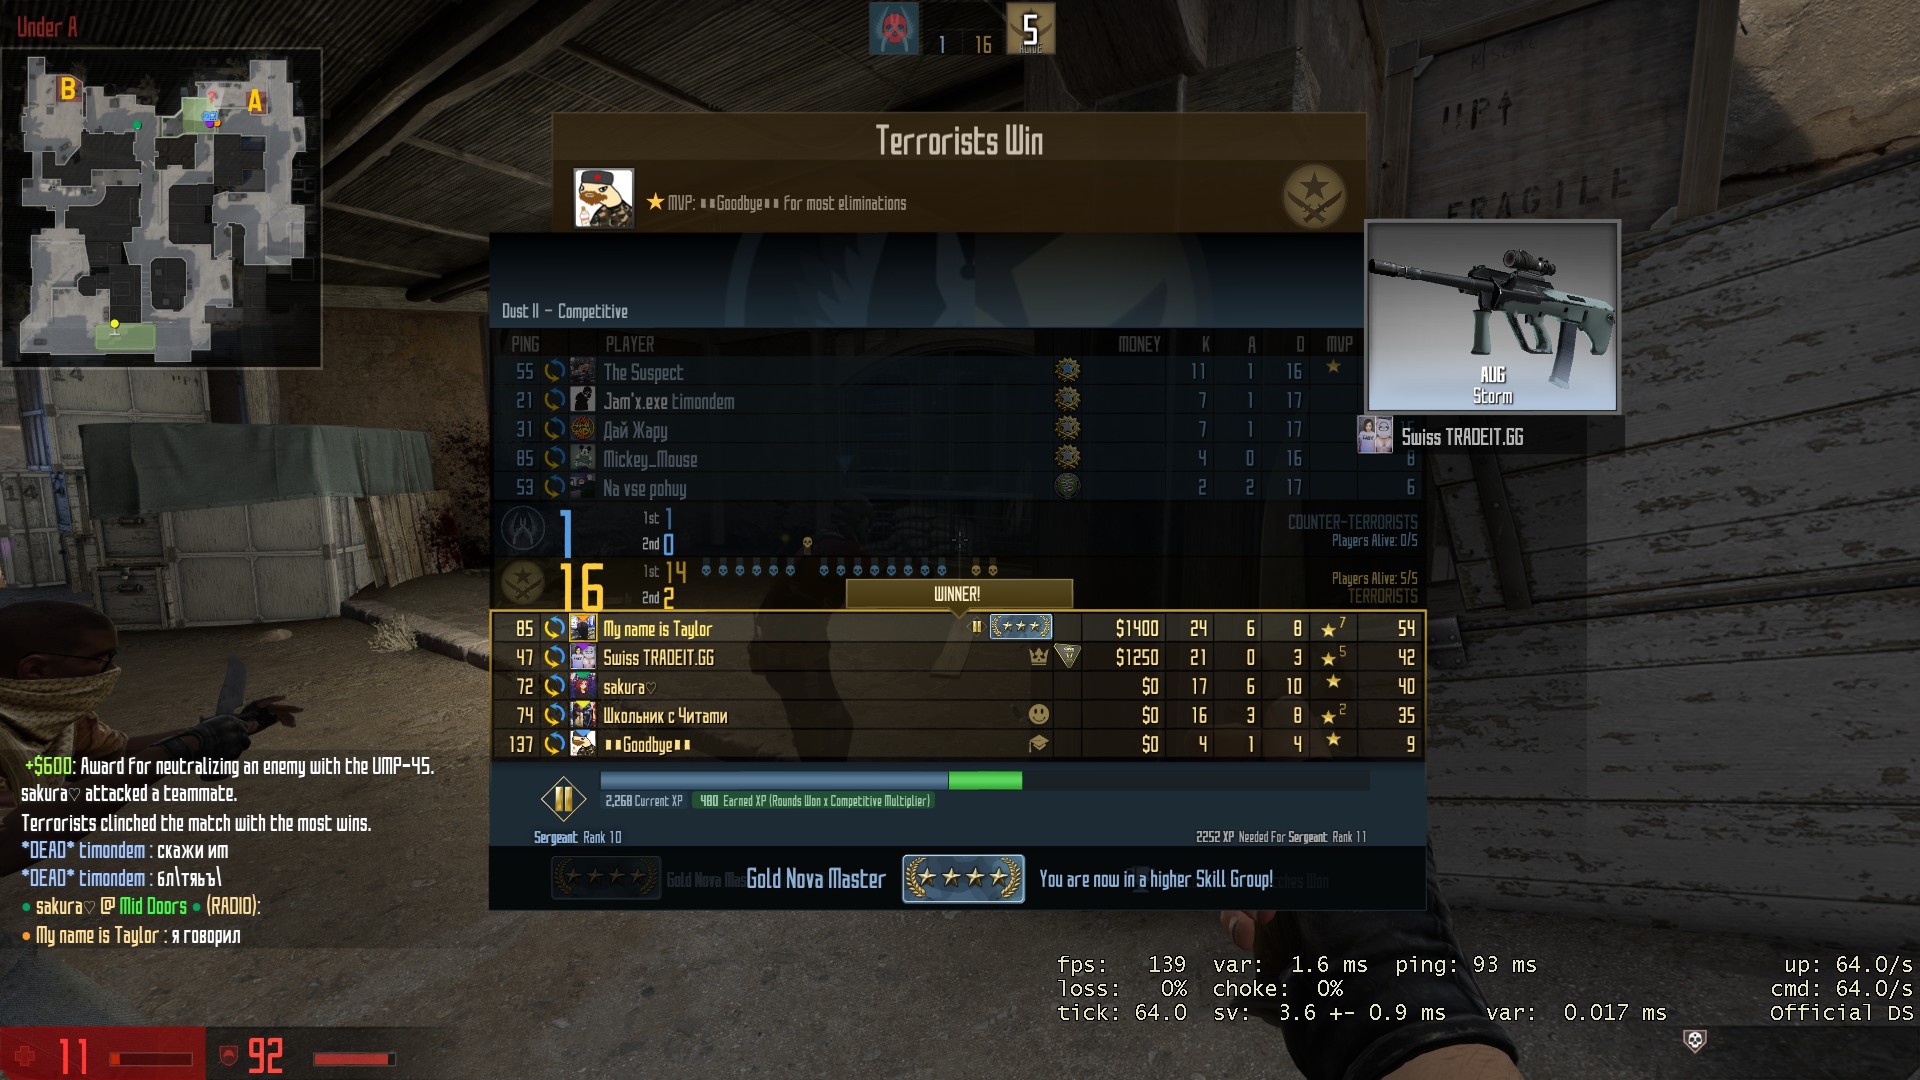 Under A
B
A
1 16 5
ALIVE
Terrorists Win
MVP: ▪▪Goodbye▪▪ For most eliminations
UP↑
FRAGILE
Dust II – Competitive
PING PLAYER MONEY K A D MVP
55 The Suspect 11 1 16
21 Jam'x.exe timondem 7 1 17
31 Дай Жару 7 1 17
85 Mickey_Mouse 4 0 16 8
53 Na vse pohuy 2 2 17 6
AUG
Storm
Swiss TRADEIT.GG
1 1st 1
2nd 0
COUNTER-TERRORISTS
Players Alive: 0/5
16 1st 14
2nd 2
WINNER!
Players Alive: 5/5
TERRORISTS
85 My name is Taylor $1400 24 6 8 7 54
47 Swiss TRADEIT.GG $1250 21 0 3 5 42
72 sakura♡ $0 17 6 10 40
74 Школьник с Читами $0 16 3 8 2 35
137 ▪▪Goodbye▪▪ $0 4 1 4 9
2,268 Current XP 480 Earned XP (Rounds Won x Competitive Multiplier)
Sergeant Rank 10 2252 XP Needed For Sergeant Rank 11
Gold Nova Master You are now in a higher Skill Group!
+$600: Award for neutralizing an enemy with the UMP-45.
sakura♡ attacked a teammate.
Terrorists clinched the match with the most wins.
*DEAD* timondem : скажи им
*DEAD* timondem : бл\тяьъ\
• sakura♡ @ Mid Doors • (RADIO):
• My name is Taylor : я говорил
fps: 139 var: 1.6 ms ping: 93 ms up: 64.0/s
loss: 0% choke: 0% cmd: 64.0/s
tick: 64.0 sv: 3.6 +- 0.9 ms var: 0.017 ms Official DS
11 92